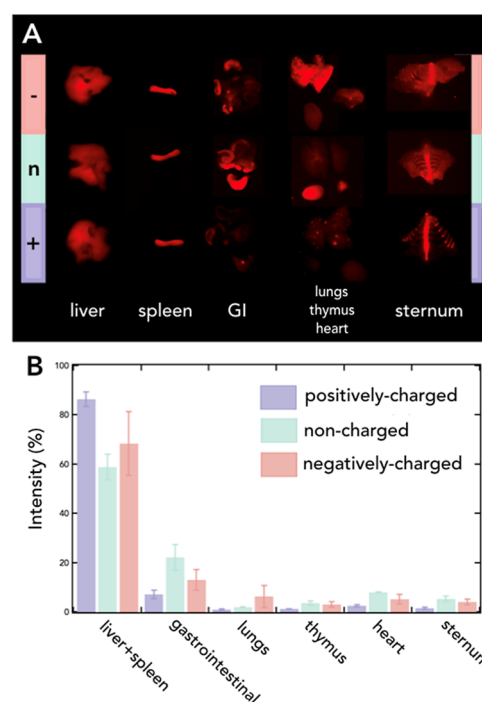 A
-
n
+
liver
spleen
GI
lungs
thymus
heart
sternum
B
100
80
60
40
20
0
Intensity (%)
positively-charged
non-charged
negatively-charged
liver+spleen
gastrointestinal
lungs
thymus
heart
sternum